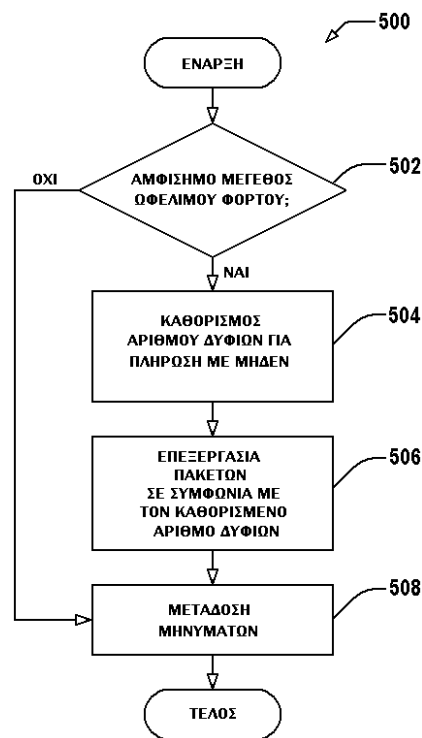 500
ΕΝΑΡΞΗ
ΟΧΙ
ΑΜΦΙΣΗΜΟ ΜΕΓΕΘΟΣ
ΩΦΕΛΙΜΟΥ ΦΟΡΤΟΥ;
502
ΝΑΙ
ΚΑΘΟΡΙΣΜΟΣ
ΑΡΙΘΜΟΥ ΔΥΦΙΩΝ ΓΙΑ
ΠΛΗΡΩΣΗ ΜΕ ΜΗΔΕΝ
504
ΕΠΕΞΕΡΓΑΣΙΑ
ΠΑΚΕΤΩΝ
ΣΕ ΣΥΜΦΩΝΙΑ ΜΕ
ΤΟΝ ΚΑΘΟΡΙΣΜΕΝΟ
ΑΡΙΘΜΟ ΔΥΦΙΩΝ
506
ΜΕΤΑΔΟΣΗ
ΜΗΝΥΜΑΤΩΝ
508
ΤΕΛΟΣ